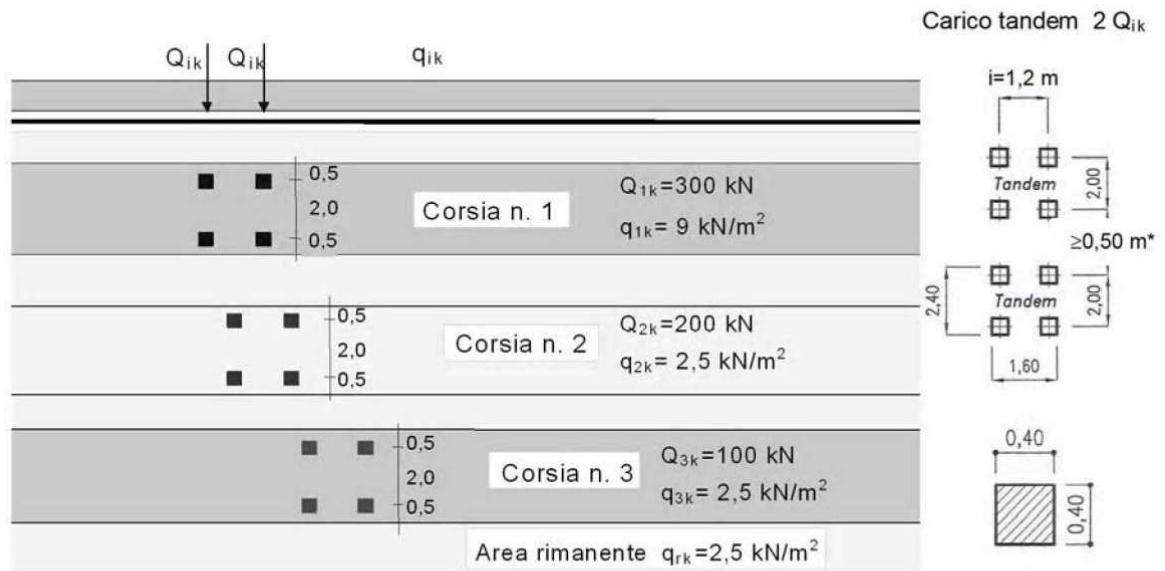 Carico tandem 2 Qik
Qik
Qik
qik
i=1,2 m
Tandem
2,00
≥0,50 m*
Tandem
2,40
2,00
1,60
0,40
0,40
0,5
2,0
0,5
Corsia n. 1
Q1k=300 kN
q1k= 9 kN/m²
0,5
2,0
0,5
Corsia n. 2
Q2k=200 kN
q2k= 2,5 kN/m²
0,5
2,0
0,5
Corsia n. 3
Q3k=100 kN
q3k= 2,5 kN/m²
Area rimanente qrk=2,5 kN/m²